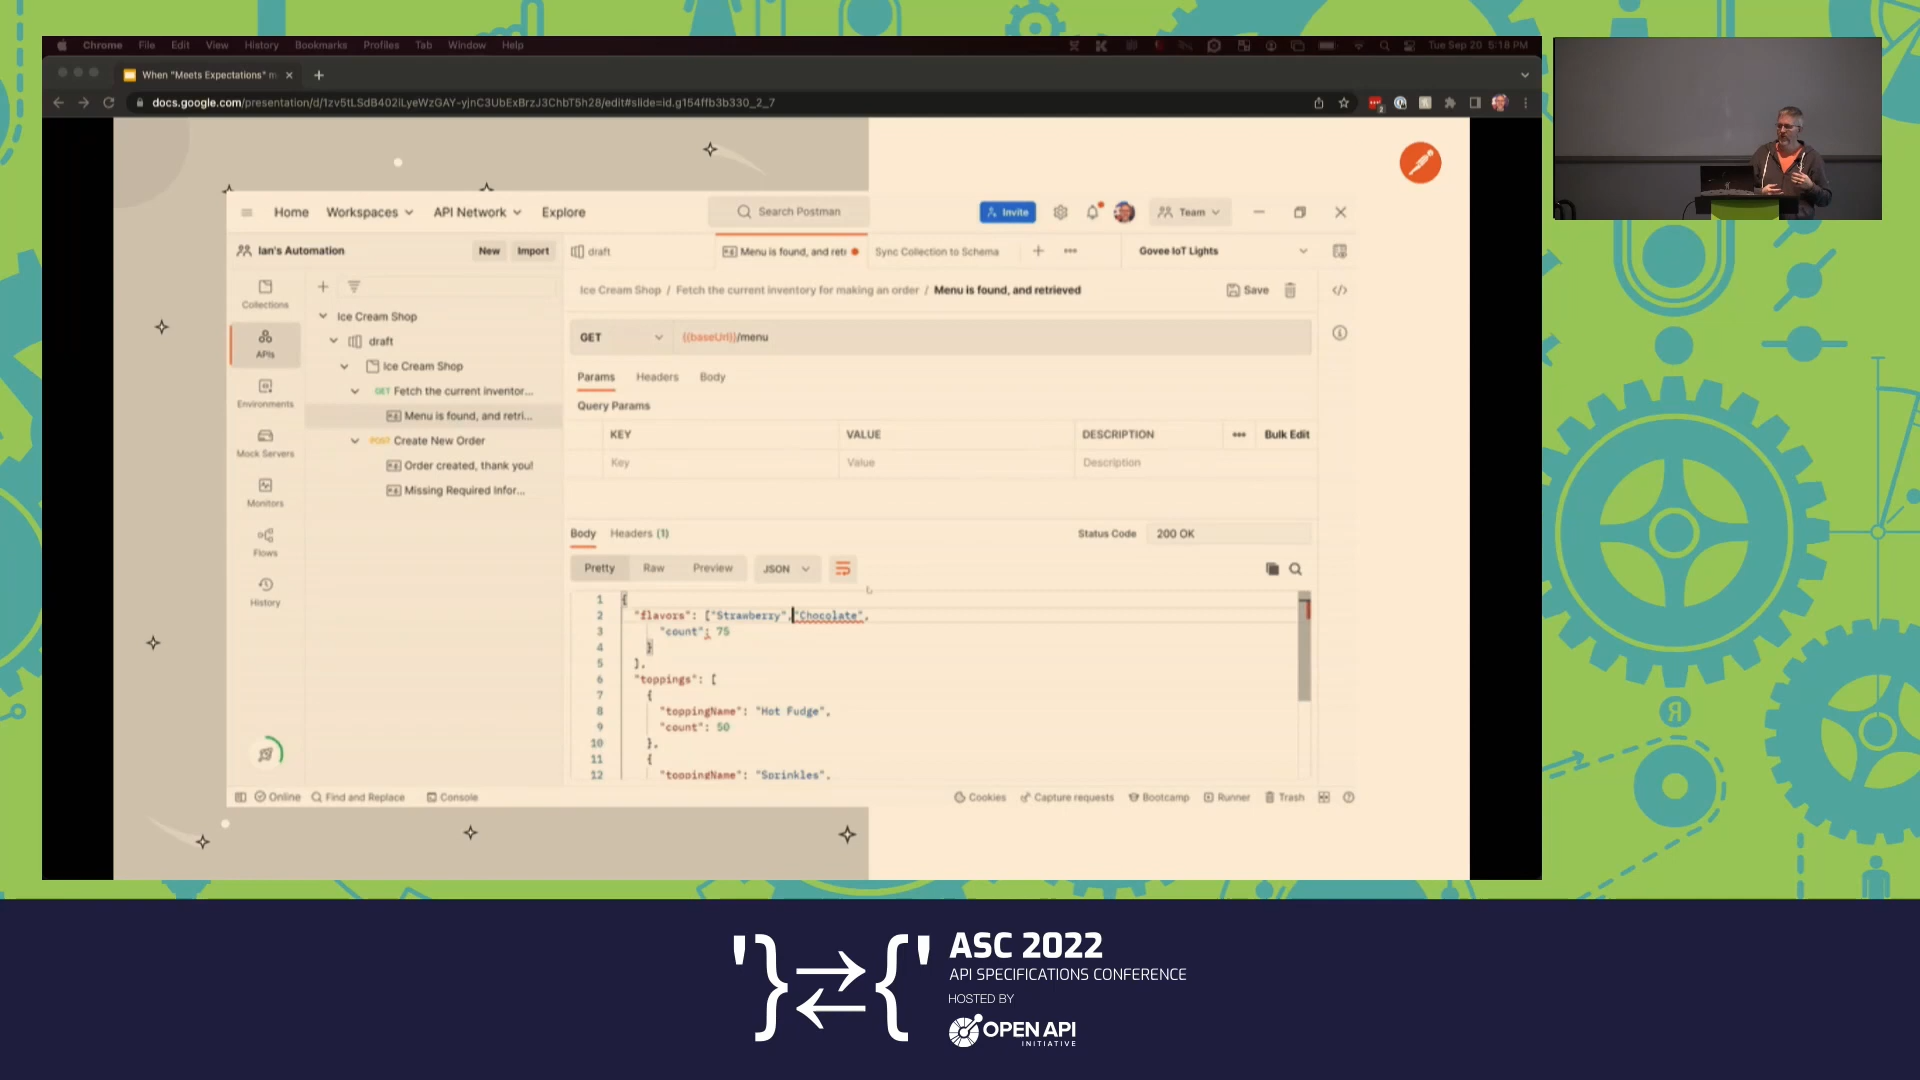 Chrome File Edit View History Bookmarks Profiles Tab Window Help Tue Sep 20 5:18 PM
When "Meets Expectations" m
docs.google.com/presentation/d/1zv5tLSdB402iLyeWzGAY-yjnC3UbExBrzJ3ChbT5h28/edit#slide=id.g154ffb3b330_2_7
Home Workspaces API Network Explore Search Postman Invite Team
Ian's Automation New Import draft Menu is found, and retr Sync Collection to Schema Govee IoT Lights
Collections
APIs
Environments
Mock Servers
Monitors
Flows
History
Ice Cream Shop
draft
Ice Cream Shop
GET Fetch the current inventor...
Menu is found, and retri...
POST Create New Order
Order created, thank you!
Missing Required Infor...
Ice Cream Shop / Fetch the current inventory for making an order / Menu is found, and retrieved Save
GET {{baseUrl}}/menu
Params Headers Body
Query Params
KEY VALUE DESCRIPTION Bulk Edit
Key Value Description
Body Headers (1) Status Code 200 OK
Pretty Raw Preview JSON
1 {
2 "flavors": ["Strawberry","Chocolate",
3 "count": 75
4 }
5 ],
6 "toppings": [
7 {
8 "toppingName": "Hot Fudge",
9 "count": 50
10 },
11 {
12 "toppingName": "Sprinkles",
Online Find and Replace Console Cookies Capture requests Bootcamp Runner Trash
'}{'
ASC 2022
API SPECIFICATIONS CONFERENCE
HOSTED BY
OPENAPI
INITIATIVE